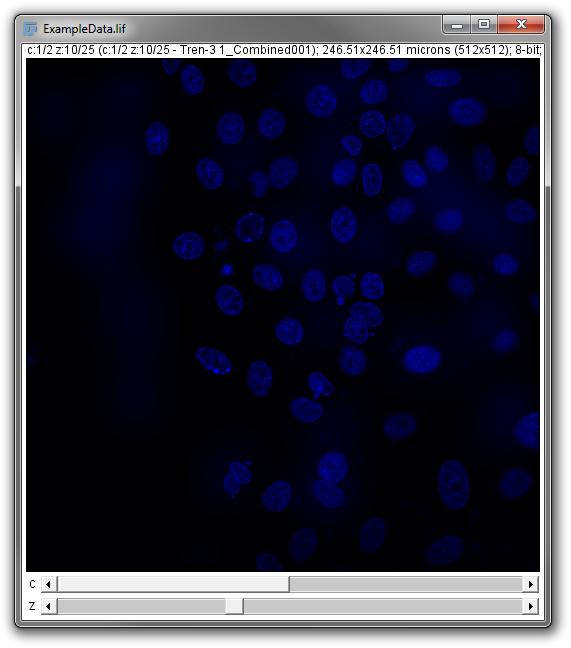 ExampleData.lif
c:1/2 z:10/25 (c:1/2 z:10/25 - Tren-3 1_Combined001); 246.51x246.51 microns (512x512); 8-bit;
C
Z